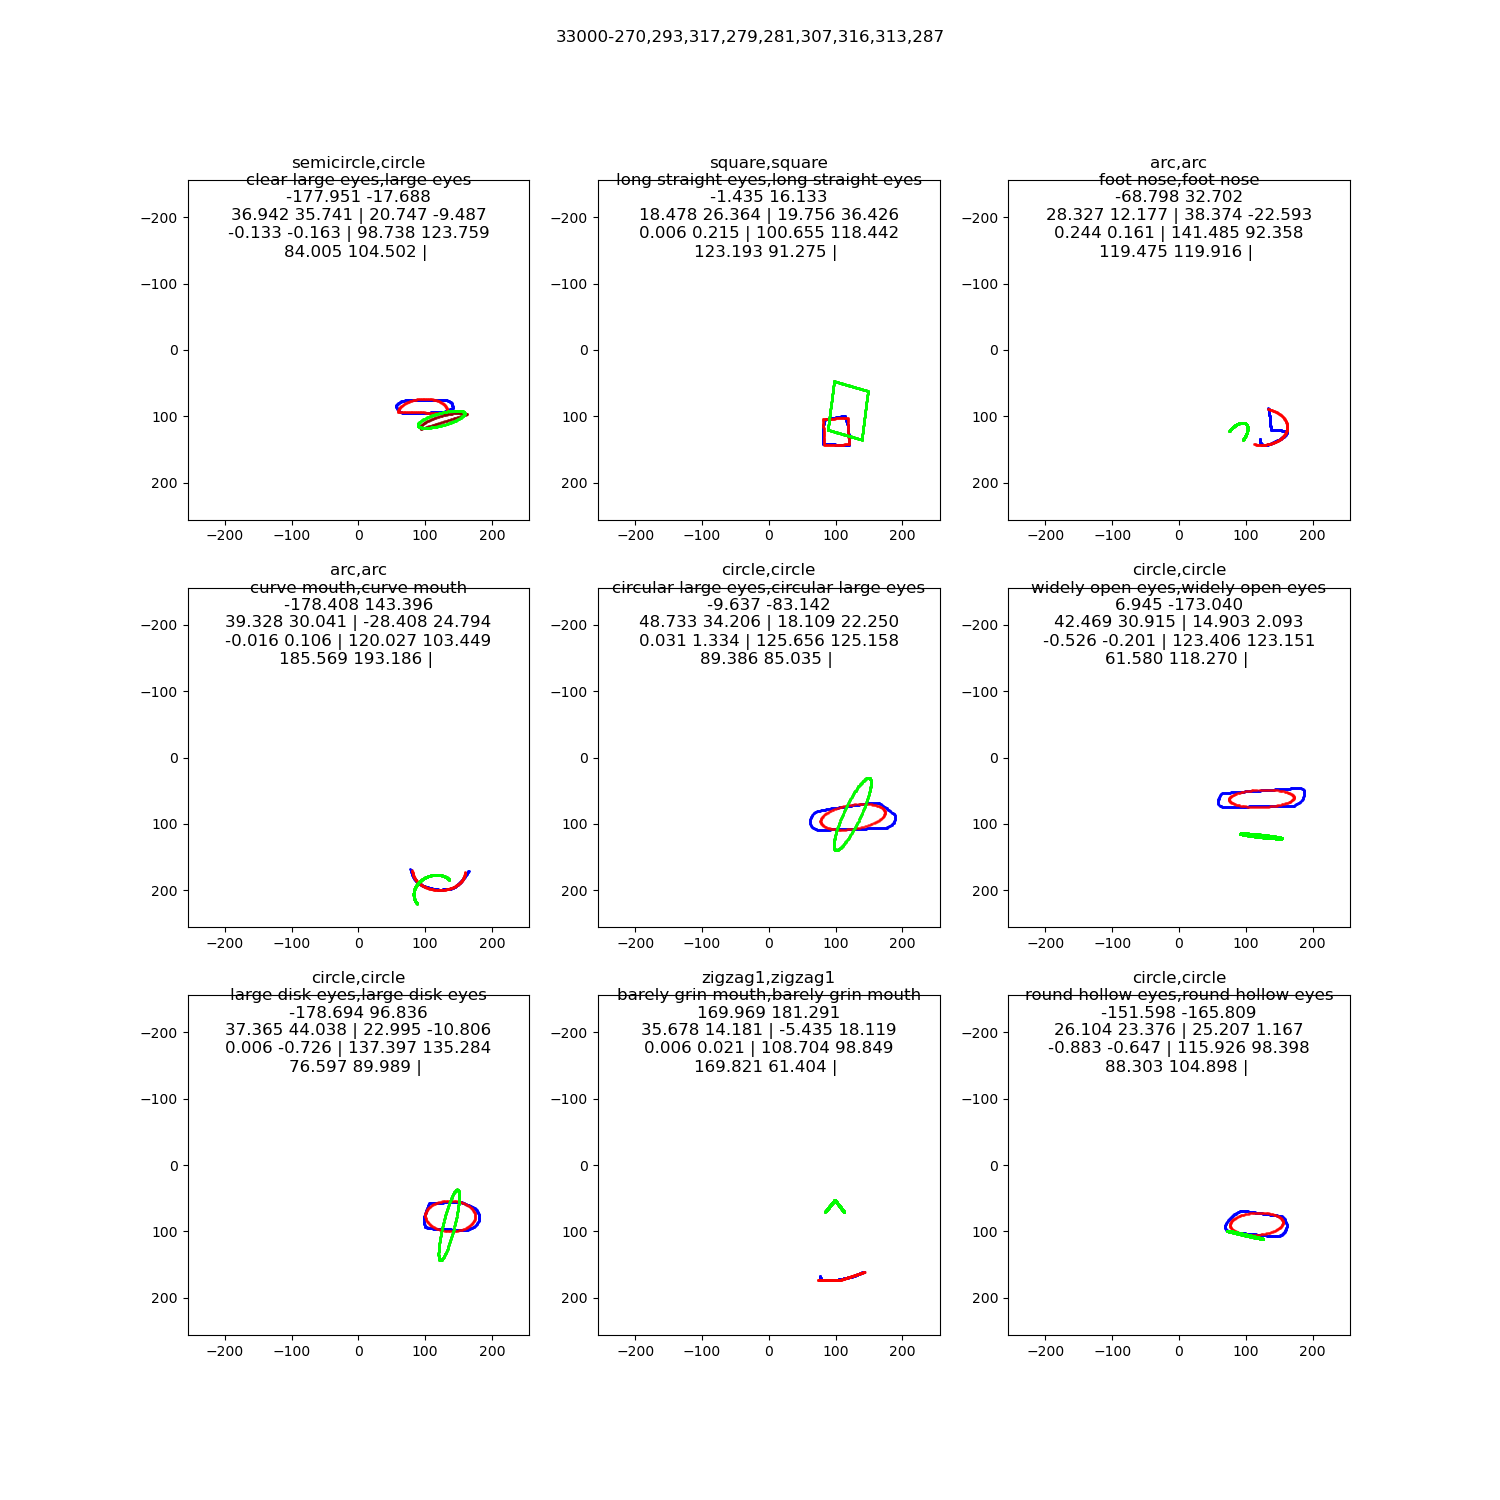 33000-270,293,317,279,281,307,316,313,287
semicircle,circle
clear large eyes,large eyes
-177.951 -17.688
36.942 35.741 | 20.747 -9.487
-0.133 -0.163 | 98.738 123.759
84.005 104.502 |
−200
−100
0
100
200
−200 −100 0 100 200
square,square
long straight eyes,long straight eyes
-1.435 16.133
18.478 26.364 | 19.756 36.426
0.006 0.215 | 100.655 118.442
123.193 91.275 |
−200
−100
0
100
200
−200 −100 0 100 200
arc,arc
foot nose,foot nose
-68.798 32.702
28.327 12.177 | 38.374 -22.593
0.244 0.161 | 141.485 92.358
119.475 119.916 |
−200
−100
0
100
200
−200 −100 0 100 200
arc,arc
curve mouth,curve mouth
-178.408 143.396
39.328 30.041 | -28.408 24.794
-0.016 0.106 | 120.027 103.449
185.569 193.186 |
−200
−100
0
100
200
−200 −100 0 100 200
circle,circle
circular large eyes,circular large eyes
-9.637 -83.142
48.733 34.206 | 18.109 22.250
0.031 1.334 | 125.656 125.158
89.386 85.035 |
−200
−100
0
100
200
−200 −100 0 100 200
circle,circle
widely open eyes,widely open eyes
6.945 -173.040
42.469 30.915 | 14.903 2.093
-0.526 -0.201 | 123.406 123.151
61.580 118.270 |
−200
−100
0
100
200
−200 −100 0 100 200
circle,circle
large disk eyes,large disk eyes
-178.694 96.836
37.365 44.038 | 22.995 -10.806
0.006 -0.726 | 137.397 135.284
76.597 89.989 |
−200
−100
0
100
200
−200 −100 0 100 200
zigzag1,zigzag1
barely grin mouth,barely grin mouth
169.969 181.291
35.678 14.181 | -5.435 18.119
0.006 0.021 | 108.704 98.849
169.821 61.404 |
−200
−100
0
100
200
−200 −100 0 100 200
circle,circle
round hollow eyes,round hollow eyes
-151.598 -165.809
26.104 23.376 | 25.207 1.167
-0.883 -0.647 | 115.926 98.398
88.303 104.898 |
−200
−100
0
100
200
−200 −100 0 100 200